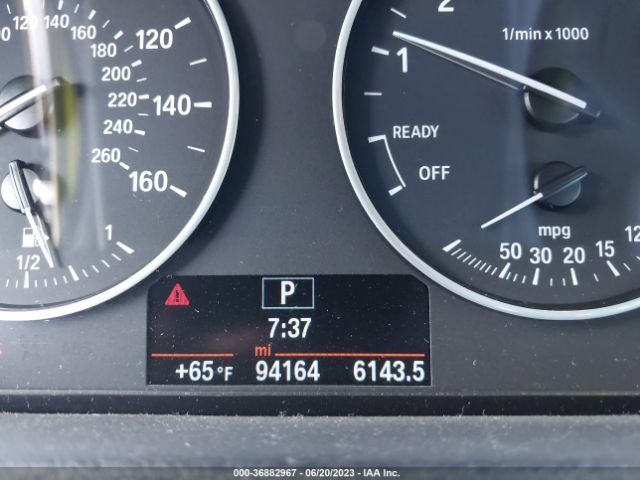 120 140 160 180 200 220 240 260
120 140 160
1/2 1
2
1
1/min x 1000
READY
OFF
mpg
50 30 20 15 12
P
7:37
mi
+65°F 94164 6143.5
000-36882967 - 06/20/2023 - IAA Inc.